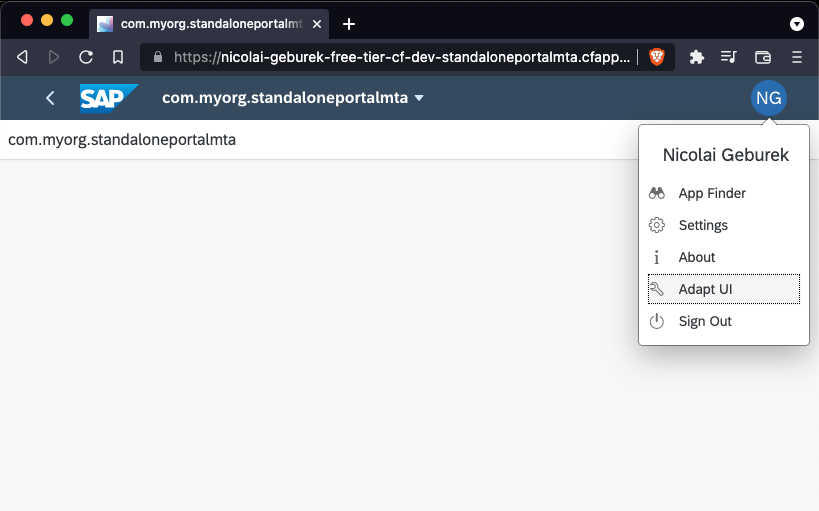 com.myorg.standaloneportalmt
https://nicolai-geburek-free-tier-cf-dev-standaloneportalmta.cfapp...
SAP com.myorg.standaloneportalmta NG
com.myorg.standaloneportalmta
Nicolai Geburek
App Finder
Settings
About
Adapt UI
Sign Out